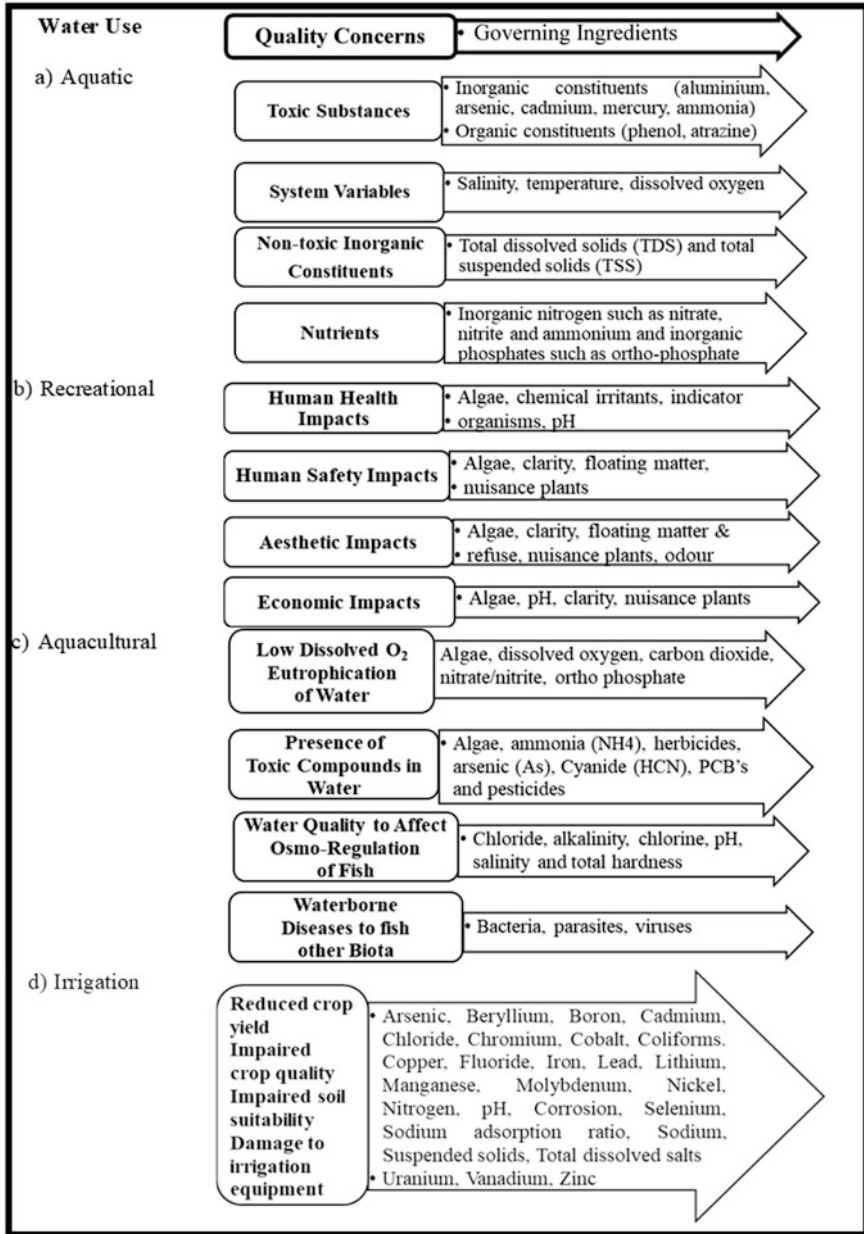 Water Use
Quality Concerns
• Governing Ingredients
a) Aquatic
Toxic Substances
• Inorganic constituents (aluminium,
arsenic, cadmium, mercury, ammonia)
• Organic constituents (phenol, atrazine)
System Variables
• Salinity, temperature, dissolved oxygen
Non-toxic Inorganic
Constituents
• Total dissolved solids (TDS) and total
suspended solids (TSS)
Nutrients
• Inorganic nitrogen such as nitrate,
nitrite and ammonium and inorganic
phosphates such as ortho-phosphate
b) Recreational
Human Health
Impacts
• Algae, chemical irritants, indicator
• organisms, pH
Human Safety Impacts
• Algae, clarity, floating matter,
• nuisance plants
Aesthetic Impacts
• Algae, clarity, floating matter &
• refuse, nuisance plants, odour
Economic Impacts
• Algae, pH, clarity, nuisance plants
c) Aquacultural
Low Dissolved O₂
Eutrophication
of Water
Algae, dissolved oxygen, carbon dioxide,
nitrate/nitrite, ortho phosphate
Presence of
Toxic Compounds in
Water
• Algae, ammonia (NH4), herbicides,
arsenic (As), Cyanide (HCN), PCB's
and pesticides
Water Quality to Affect
Osmo-Regulation
of Fish
• Chloride, alkalinity, chlorine, pH,
salinity and total hardness
Waterborne
Diseases to fish
other Biota
• Bacteria, parasites, viruses
d) Irrigation
Reduced crop
yield
Impaired
crop quality
Impaired soil
suitability
Damage to
irrigation
equipment
• Arsenic, Beryllium, Boron, Cadmium,
Chloride, Chromium, Cobalt, Coliforms.
Copper, Fluoride, Iron, Lead, Lithium,
Manganese, Molybdenum, Nickel,
Nitrogen, pH, Corrosion, Selenium,
Sodium adsorption ratio, Sodium,
Suspended solids, Total dissolved salts
• Uranium, Vanadium, Zinc